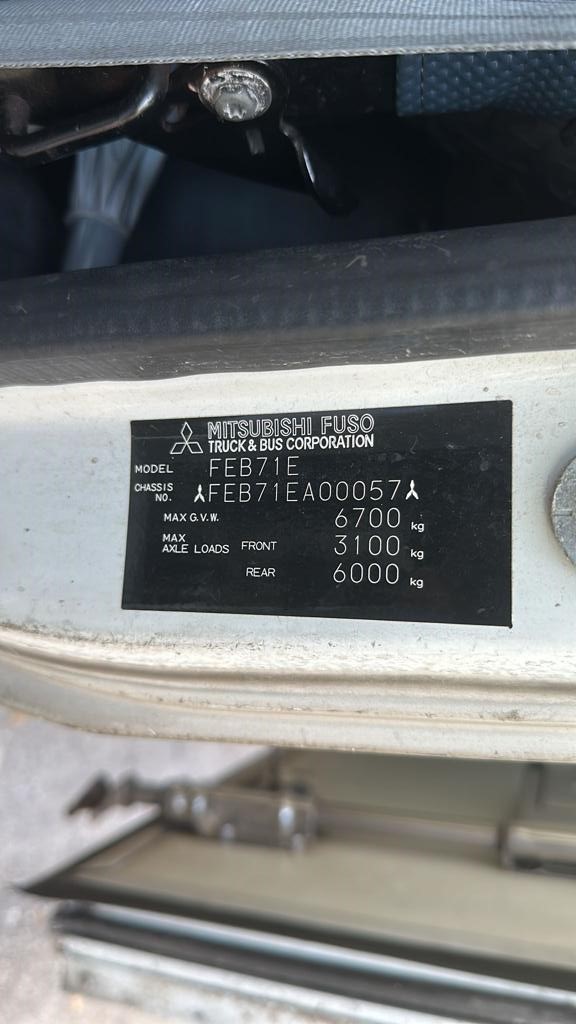 MITSUBISHI FUSO
TRUCK & BUS CORPORATION
MODEL FEB71E
CHASSIS NO. FEB71EA00057
MAX G.V.W. 6700 kg
MAX AXLE LOADS FRONT 3100 kg
REAR 6000 kg